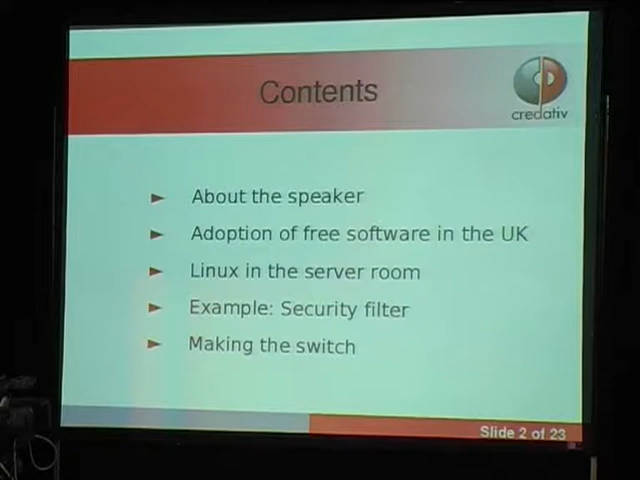 Contents
credativ
About the speaker
Adoption of free software in the UK
Linux in the server room
Example: Security filter
Making the switch
Slide 2 of 23